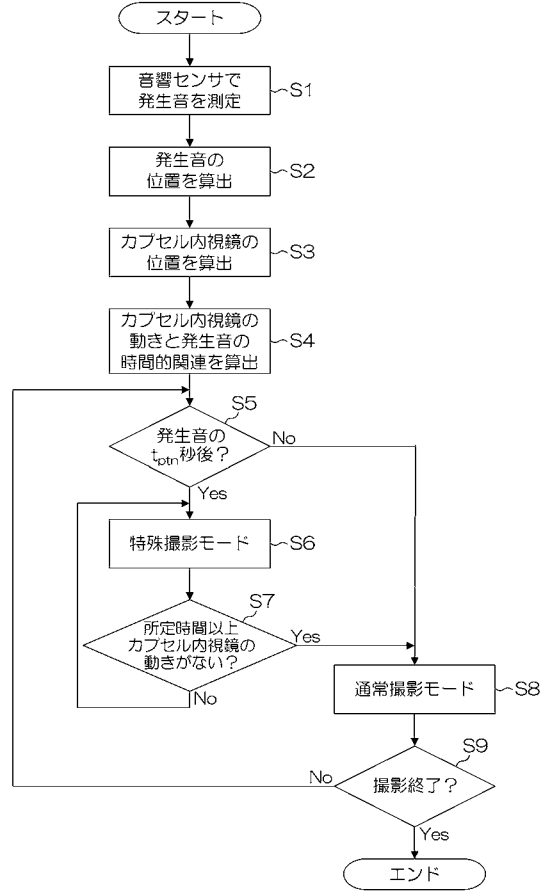 スタート
音響センサで
発生音を測定
S1
発生音の
位置を算出
S2
カプセル内視鏡の
位置を算出
S3
カプセル内視鏡の
動きと発生音の
時間的関連を算出
S4
発生音の
tptn秒後？
S5
No
Yes
特殊撮影モード
S6
所定時間以上
カプセル内視鏡の
動きがない？
S7
Yes
No
通常撮影モード
S8
撮影終了？
S9
No
Yes
エンド